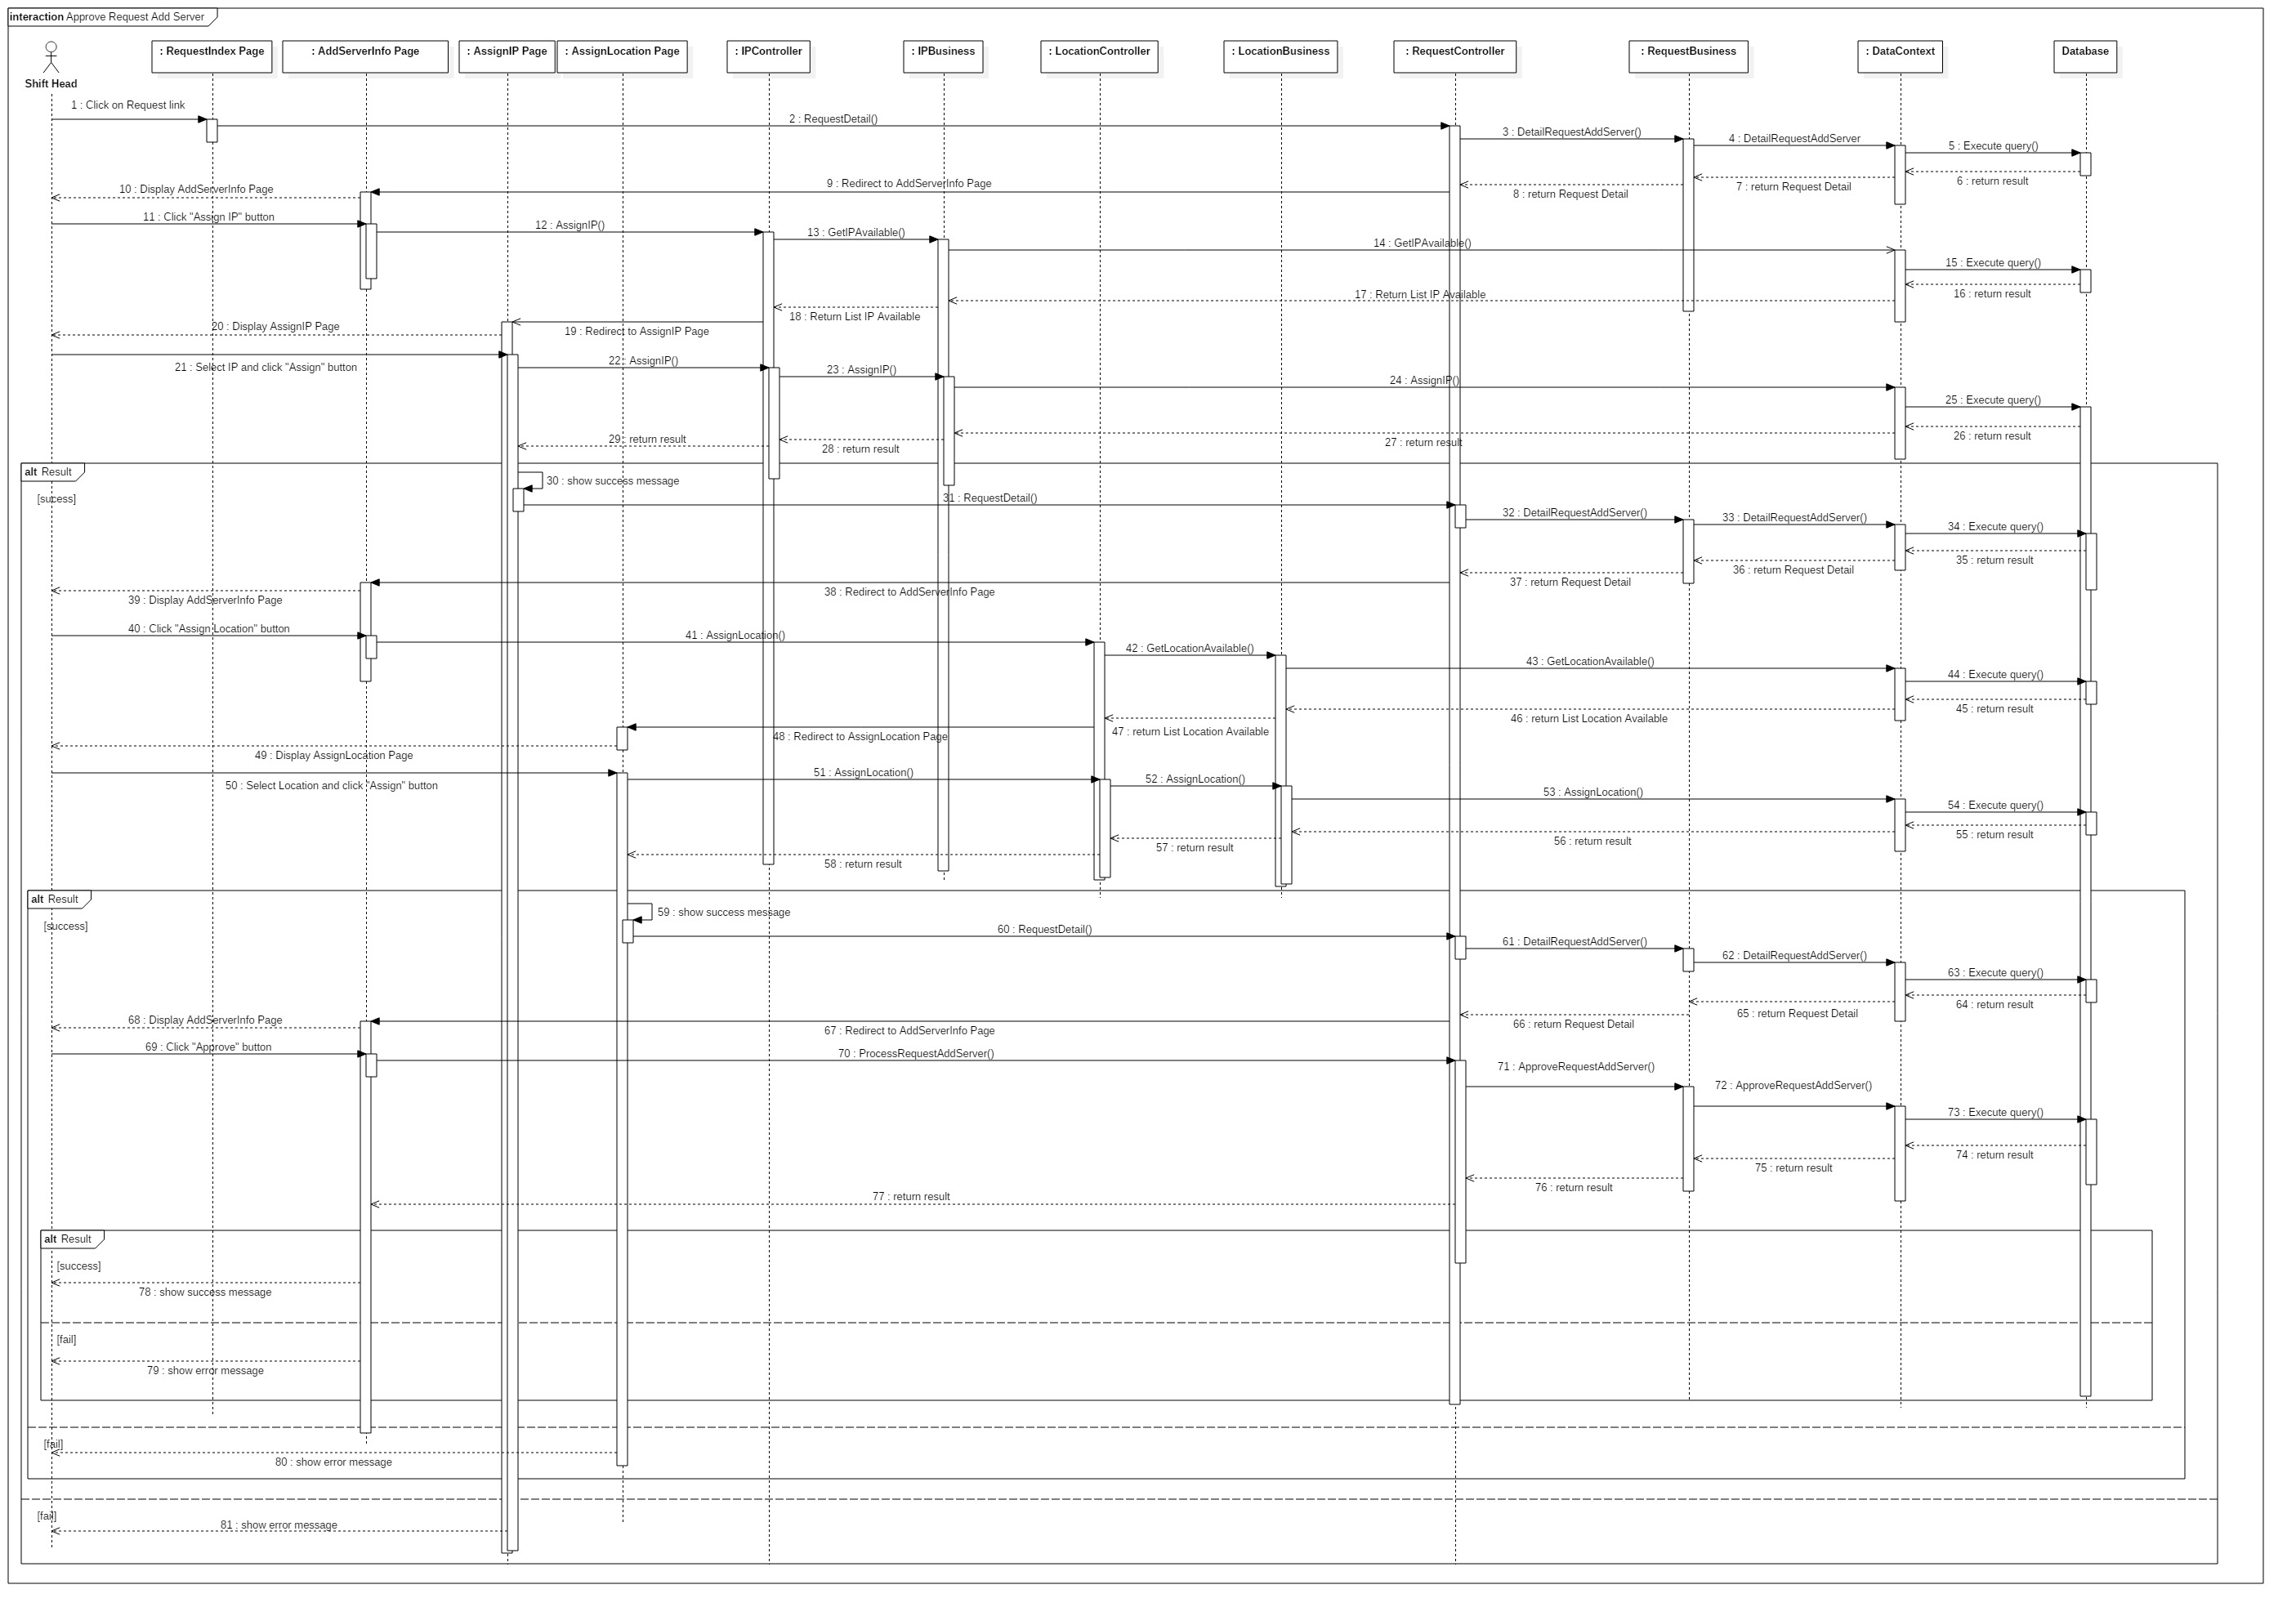 interaction Approve Request Add Server
Shift Head
: RequestIndex Page
: AddServerInfo Page
: AssignIP Page
: AssignLocation Page
: IPController
: IPBusiness
: LocationController
: LocationBusiness
: RequestController
: RequestBusiness
: DataContext
Database
1 : Click on Request link
2 : RequestDetail()
3 : DetailRequestAddServer()
4 : DetailRequestAddServer
5 : Execute query()
6 : return result
7 : return Request Detail
8 : return Request Detail
9 : Redirect to AddServerInfo Page
10 : Display AddServerInfo Page
11 : Click "Assign IP" button
12 : AssignIP()
13 : GetIPAvailable()
14 : GetIPAvailable()
15 : Execute query()
16 : return result
17 : Return List IP Available
18 : Return List IP Available
19 : Redirect to AssignIP Page
20 : Display AssignIP Page
21 : Select IP and click "Assign" button
22 : AssignIP()
23 : AssignIP()
24 : AssignIP()
25 : Execute query()
26 : return result
27 : return result
28 : return result
29 : return result
alt Result
[sucess]
30 : show success message
31 : RequestDetail()
32 : DetailRequestAddServer()
33 : DetailRequestAddServer()
34 : Execute query()
35 : return result
36 : return Request Detail
37 : return Request Detail
38 : Redirect to AddServerInfo Page
39 : Display AddServerInfo Page
40 : Click "Assign Location" button
41 : AssignLocation()
42 : GetLocationAvailable()
43 : GetLocationAvailable()
44 : Execute query()
45 : return result
46 : return List Location Available
47 : return List Location Available
48 : Redirect to AssignLocation Page
49 : Display AssignLocation Page
50 : Select Location and click "Assign" button
51 : AssignLocation()
52 : AssignLocation()
53 : AssignLocation()
54 : Execute query()
55 : return result
56 : return result
57 : return result
58 : return result
alt Result
[success]
59 : show success message
60 : RequestDetail()
61 : DetailRequestAddServer()
62 : DetailRequestAddServer()
63 : Execute query()
64 : return result
65 : return Request Detail
66 : return Request Detail
67 : Redirect to AddServerInfo Page
68 : Display AddServerInfo Page
69 : Click "Approve" button
70 : ProcessRequestAddServer()
71 : ApproveRequestAddServer()
72 : ApproveRequestAddServer()
73 : Execute query()
74 : return result
75 : return result
76 : return result
77 : return result
alt Result
[success]
78 : show success message
[fail]
79 : show error message
[fail]
80 : show error message
[fail]
81 : show error message